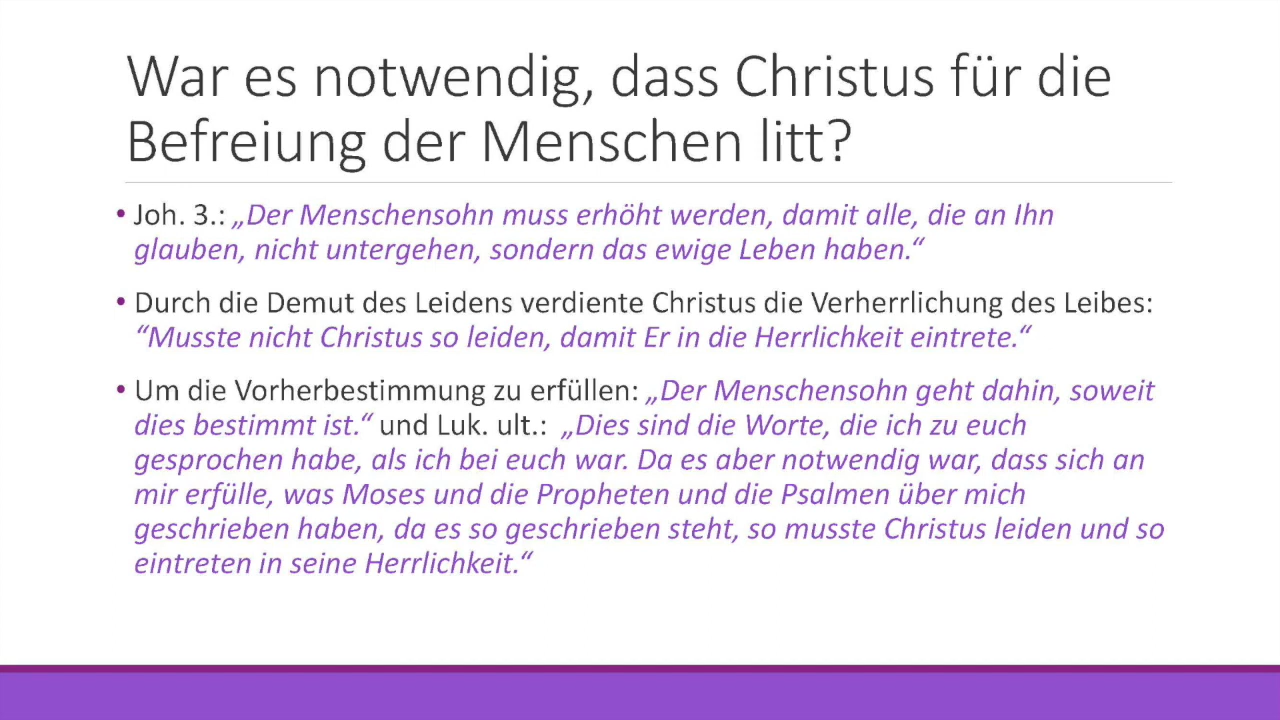 War es notwendig, dass Christus für die
Befreiung der Menschen litt?
• Joh. 3.: „Der Menschensohn muss erhöht werden, damit alle, die an Ihn
glauben, nicht untergehen, sondern das ewige Leben haben.“
• Durch die Demut des Leidens verdiente Christus die Verherrlichung des Leibes:
“Musste nicht Christus so leiden, damit Er in die Herrlichkeit eintrete.“
• Um die Vorherbestimmung zu erfüllen: „Der Menschensohn geht dahin, soweit
dies bestimmt ist.“ und Luk. ult.: „Dies sind die Worte, die ich zu euch
gesprochen habe, als ich bei euch war. Da es aber notwendig war, dass sich an
mir erfülle, was Moses und die Propheten und die Psalmen über mich
geschrieben haben, da es so geschrieben steht, so musste Christus leiden und so
eintreten in seine Herrlichkeit.“